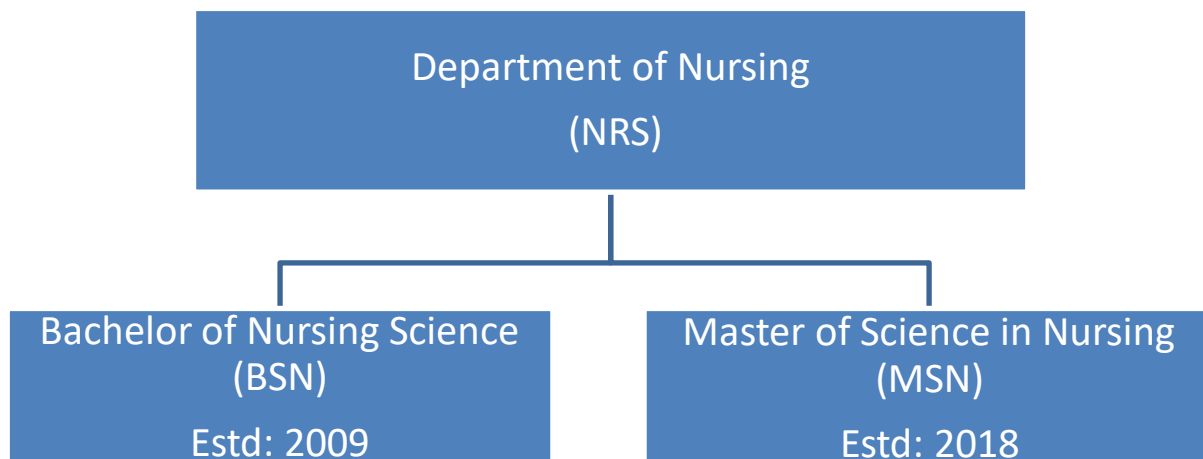 Department of Nursing
(NRS)
Bachelor of Nursing Science
(BSN)
Estd: 2009
Master of Science in Nursing
(MSN)
Estd: 2018